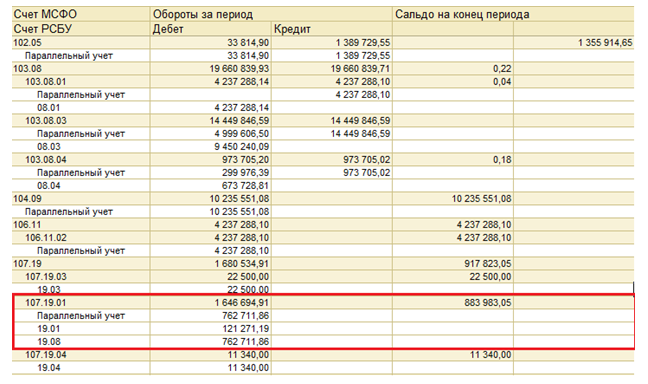 Счет МСФО Обороты за период Сальдо на конец периода
Счет РСБУ Дебет Кредит
102.05 33 814,90 1 389 729,55 1 355 914,65
Параллельный учет 33 814,90 1 389 729,55
103.08 19 660 839,93 19 660 839,71 0,22
103.08.01 4 237 288,14 4 237 288,10 0,04
Параллельный учет 4 237 288,10
08.01 4 237 288,14
103.08.03 14 449 846,59 14 449 846,59
Параллельный учет 4 999 606,50 14 449 846,59
08.03 9 450 240,09
103.08.04 973 705,20 973 705,02 0,18
Параллельный учет 299 976,39 973 705,02
08.04 673 728,81
104.09 10 235 551,08 10 235 551,08
Параллельный учет 10 235 551,08
106.11 4 237 288,10 4 237 288,10
106.11.02 4 237 288,10 4 237 288,10
Параллельный учет 4 237 288,10
107.19 1 680 534,91 917 823,05
107.19.03 22 500,00 22 500,00
19.03 22 500,00
107.19.01 1 646 694,91 883 983,05
Параллельный учет 762 711,86
19.01 121 271,19
19.08 762 711,86
107.19.04 11 340,00 11 340,00
19.04 11 340,00